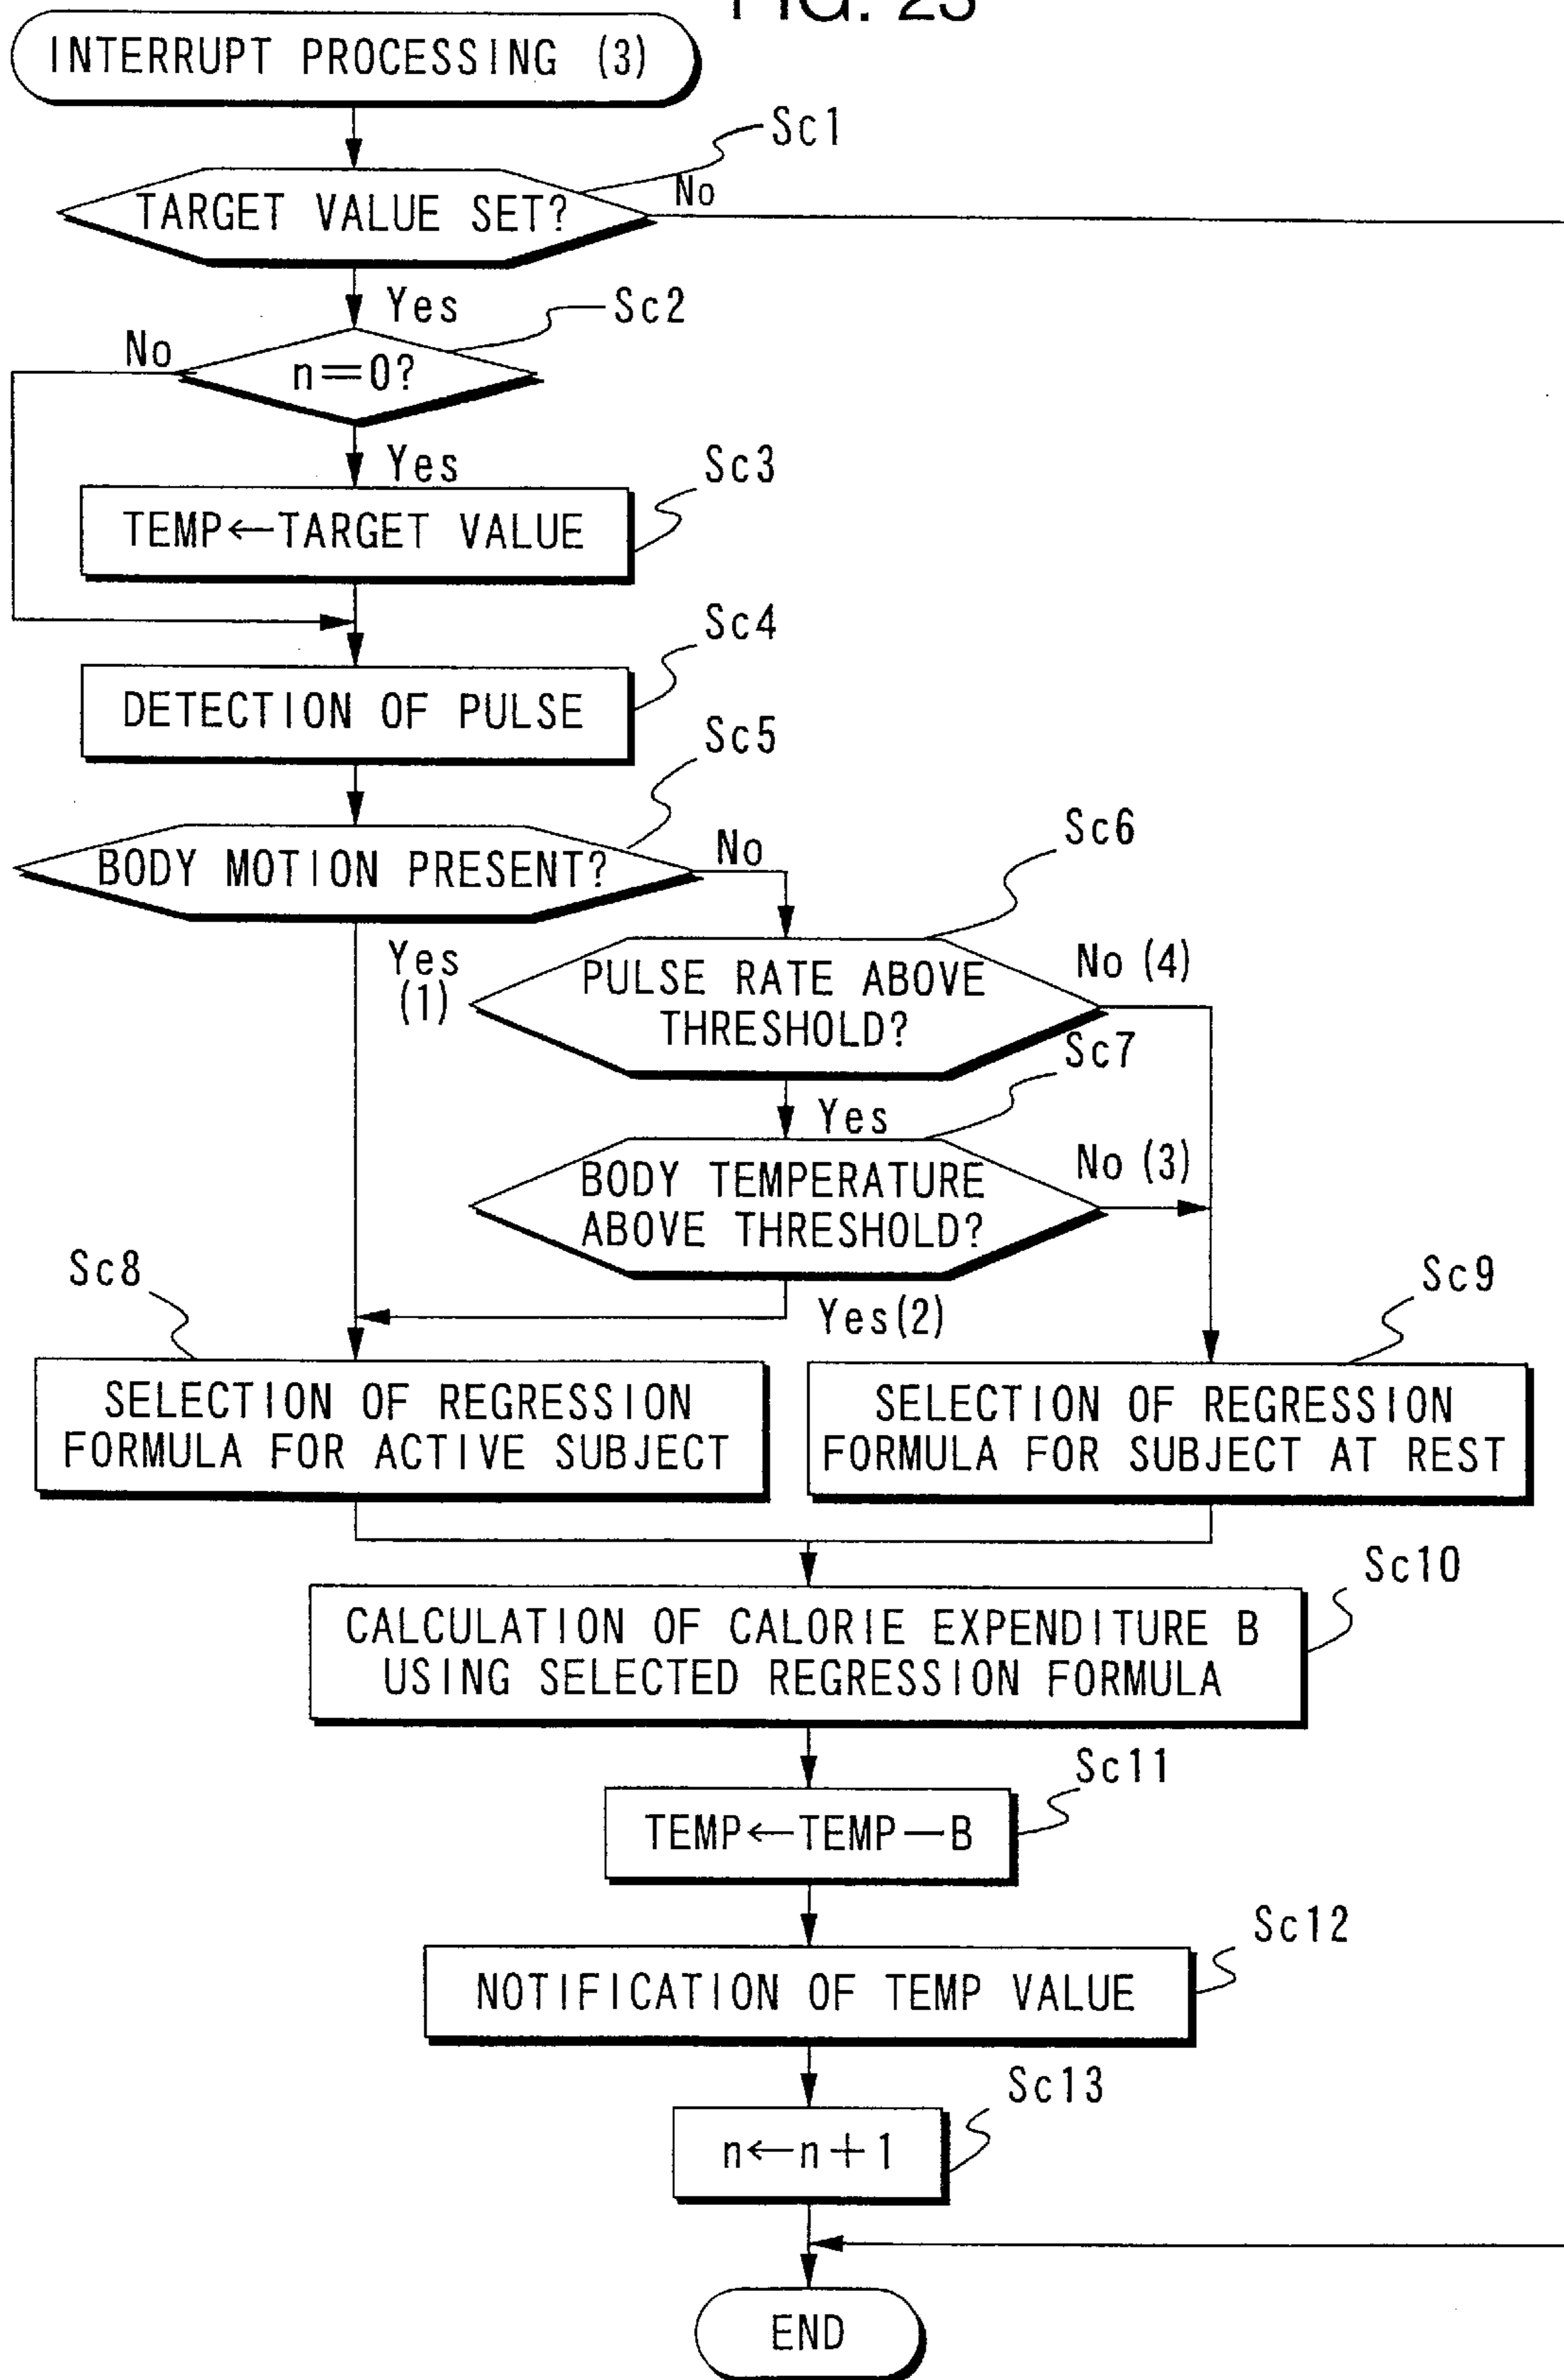 FIG. 23
INTERRUPT PROCESSING (3)
Sc1
TARGET VALUE SET?
No
Yes
Sc2
No
n=0?
Yes
Sc3
TEMP←TARGET VALUE
Sc4
DETECTION OF PULSE
Sc5
BODY MOTION PRESENT?
No
Sc6
Yes
(1)
PULSE RATE ABOVE
THRESHOLD?
No (4)
Sc7
Yes
BODY TEMPERATURE
ABOVE THRESHOLD?
No (3)
Yes(2)
Sc8
Sc9
SELECTION OF REGRESSION
FORMULA FOR ACTIVE SUBJECT
SELECTION OF REGRESSION
FORMULA FOR SUBJECT AT REST
Sc10
CALCULATION OF CALORIE EXPENDITURE B
USING SELECTED REGRESSION FORMULA
Sc11
TEMP←TEMP—B
Sc12
NOTIFICATION OF TEMP VALUE
Sc13
n←n+1
END